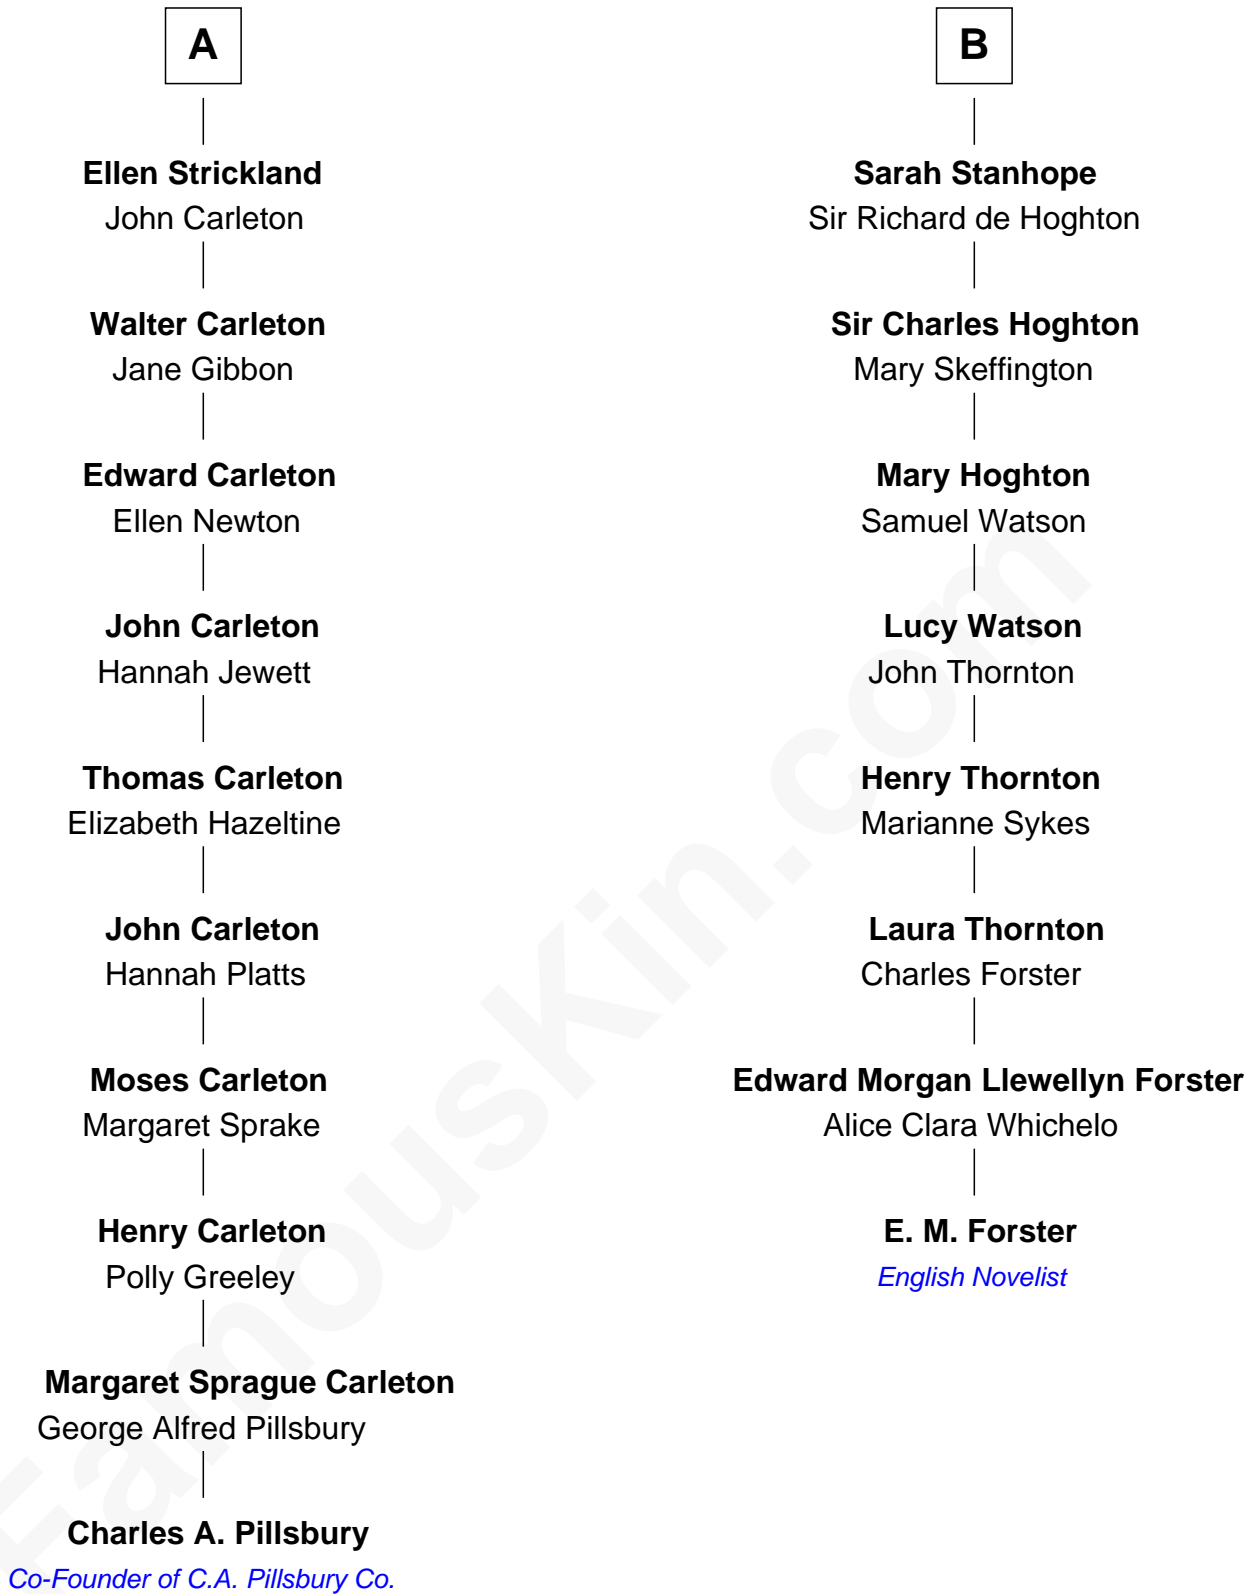 A
Ellen Strickland
John Carleton
Walter Carleton
Jane Gibbon
Edward Carleton
Ellen Newton
John Carleton
Hannah Jewett
Thomas Carleton
Elizabeth Hazeltine
John Carleton
Hannah Platts
Moses Carleton
Margaret Sprake
Henry Carleton
Polly Greeley
Margaret Sprague Carleton
George Alfred Pillsbury
Charles A. Pillsbury
Co-Founder of C.A. Pillsbury Co.
B
Sarah Stanhope
Sir Richard de Hoghton
Sir Charles Hoghton
Mary Skeffington
Mary Hoghton
Samuel Watson
Lucy Watson
John Thornton
Henry Thornton
Marianne Sykes
Laura Thornton
Charles Forster
Edward Morgan Llewellyn Forster
Alice Clara Whichelo
E. M. Forster
English Novelist
FamousKin.com